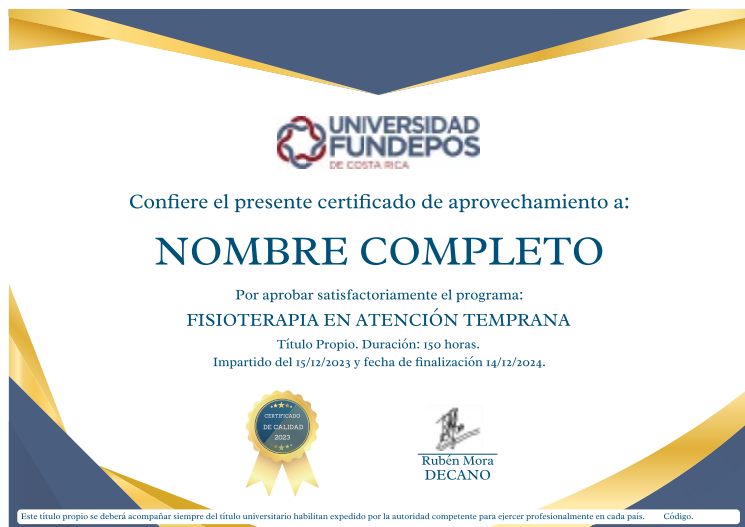 UNIVERSIDAD
FUNDEPOS
DE COSTA RICA
Confiere el presente certificado de aprovechamiento a:
NOMBRE COMPLETO
Por aprobar satisfactoriamente el programa:
FISIOTERAPIA EN ATENCIÓN TEMPRANA
Título Propio. Duración: 150 horas.
Impartido del 15/12/2023 y fecha de finalización 14/12/2024.
CERTIFICADO
DE CALIDAD
2023
Rubén Mora
DECANO
Este título propio se deberá acompañar siempre del título universitario habilitan expedido por la autoridad competente para ejercer profesionalmente en cada país. Código.